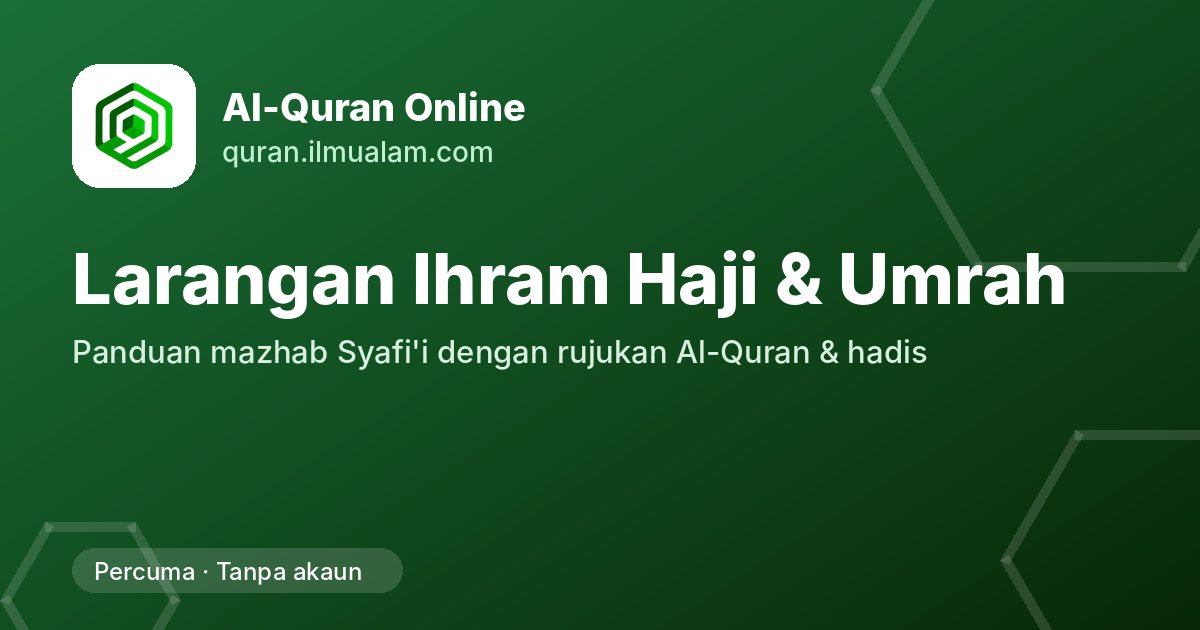 Al-Quran Online
quran.ilmualam.com
Larangan Ihram Haji & Umrah
Panduan mazhab Syafi'i dengan rujukan Al-Quran & hadis
Percuma · Tanpa akaun